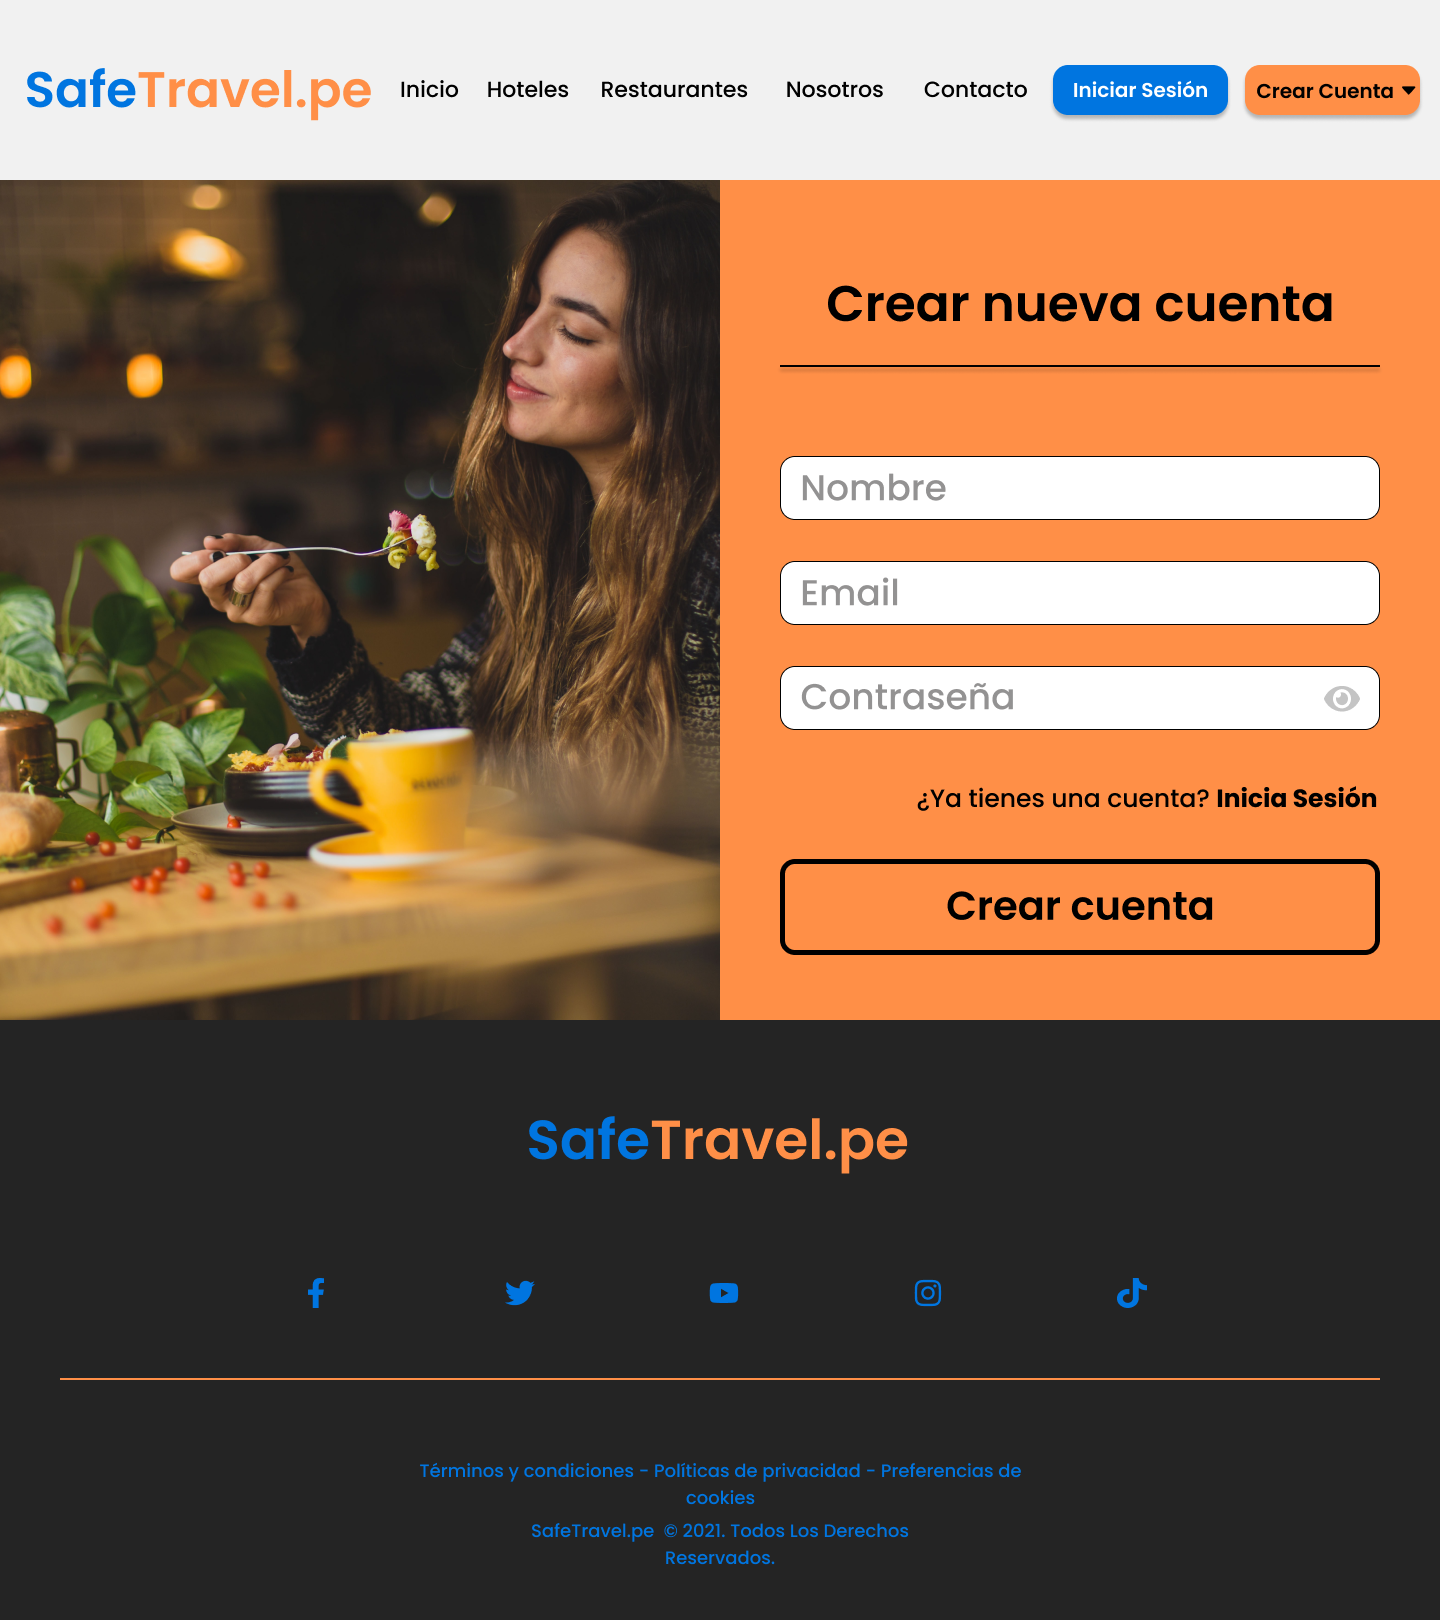 SafeTravel.pe Inicio Hoteles Restaurantes Nosotros Contacto Iniciar Sesión Crear Cuenta
Crear nueva cuenta
Nombre
Email
Contraseña
¿Ya tienes una cuenta? Inicia Sesión
Crear cuenta
SafeTravel.pe
Términos y condiciones - Políticas de privacidad - Preferencias de
cookies
SafeTravel.pe © 2021. Todos Los Derechos
Reservados.